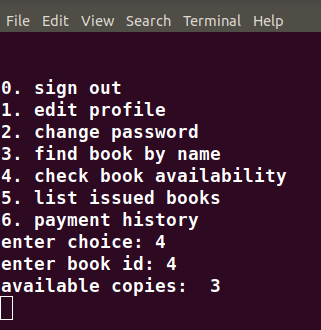 File Edit View Search Terminal Help
0. sign out
1. edit profile
2. change password
3. find book by name
4. check book availability
5. list issued books
6. payment history
enter choice: 4
enter book id: 4
available copies:  3